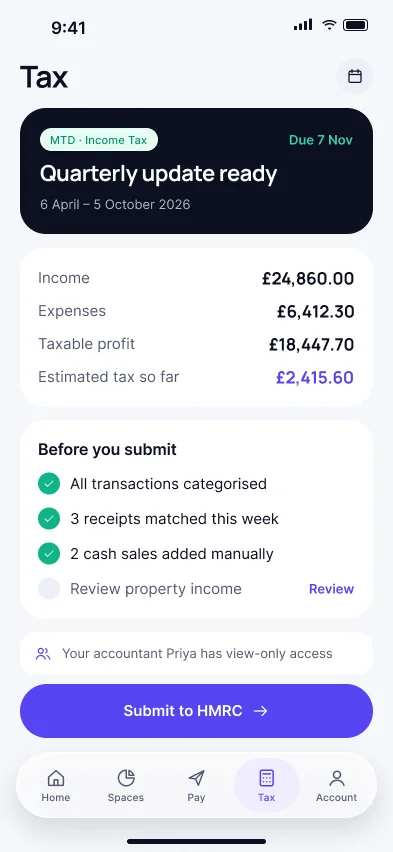 9:41
Tax
MTD · Income Tax
Due 7 Nov
Quarterly update ready
6 April – 5 October 2026
Income £24,860.00
Expenses £6,412.30
Taxable profit £18,447.70
Estimated tax so far £2,415.60
Before you submit
All transactions categorised
3 receipts matched this week
2 cash sales added manually
Review property income Review
Your accountant Priya has view-only access
Submit to HMRC →
Home Spaces Pay Tax Account